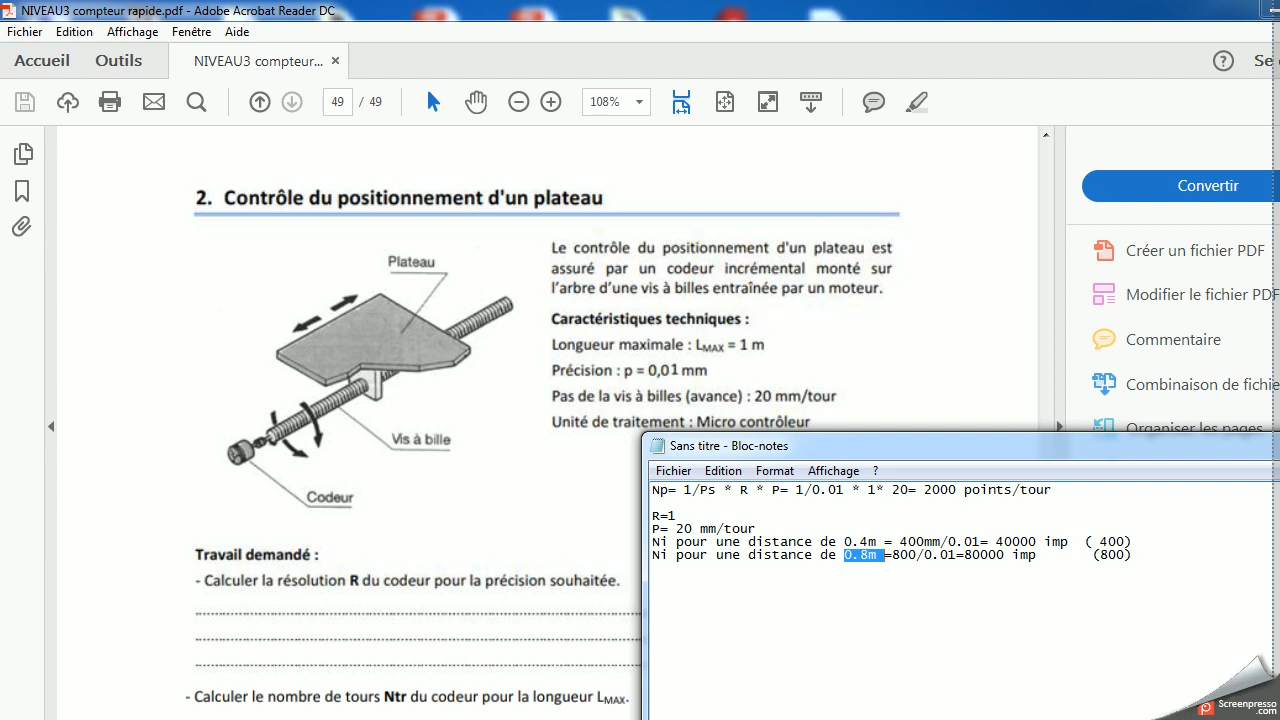 NIVEAU3 compteur rapide.pdf - Adobe Acrobat Reader DC
Fichier Edition Affichage Fenêtre Aide
Accueil Outils NIVEAU3 compteur... × ? Se
49 / 49 108%
Convertir
Créer un fichier PDF
Modifier le fichier PDF
Commentaire
Combinaison de fichie
Organiser les pages
2. Contrôle du positionnement d'un plateau
Plateau
Vis à bille
Codeur
Le contrôle du positionnement d'un plateau est
assuré par un codeur incrémental monté sur
l'arbre d'une vis à billes entraînée par un moteur.
Caractéristiques techniques :
Longueur maximale : LMAX = 1 m
Précision : p = 0,01 mm
Pas de la vis à billes (avance) : 20 mm/tour
Unité de traitement : Micro contrôleur
Travail demandé :
- Calculer la résolution R du codeur pour la précision souhaitée.
- Calculer le nombre de tours Ntr du codeur pour la longueur LMAX.
Sans titre - Bloc-notes
Fichier Edition Format Affichage ?
Np= 1/Ps * R * P= 1/0.01 * 1* 20= 2000 points/tour
R=1
P= 20 mm/tour
Ni pour une distance de 0.4m = 400mm/0.01= 40000 imp ( 400)
Ni pour une distance de 0.8m =800/0.01=80000 imp (800)
Screenpresso
.com